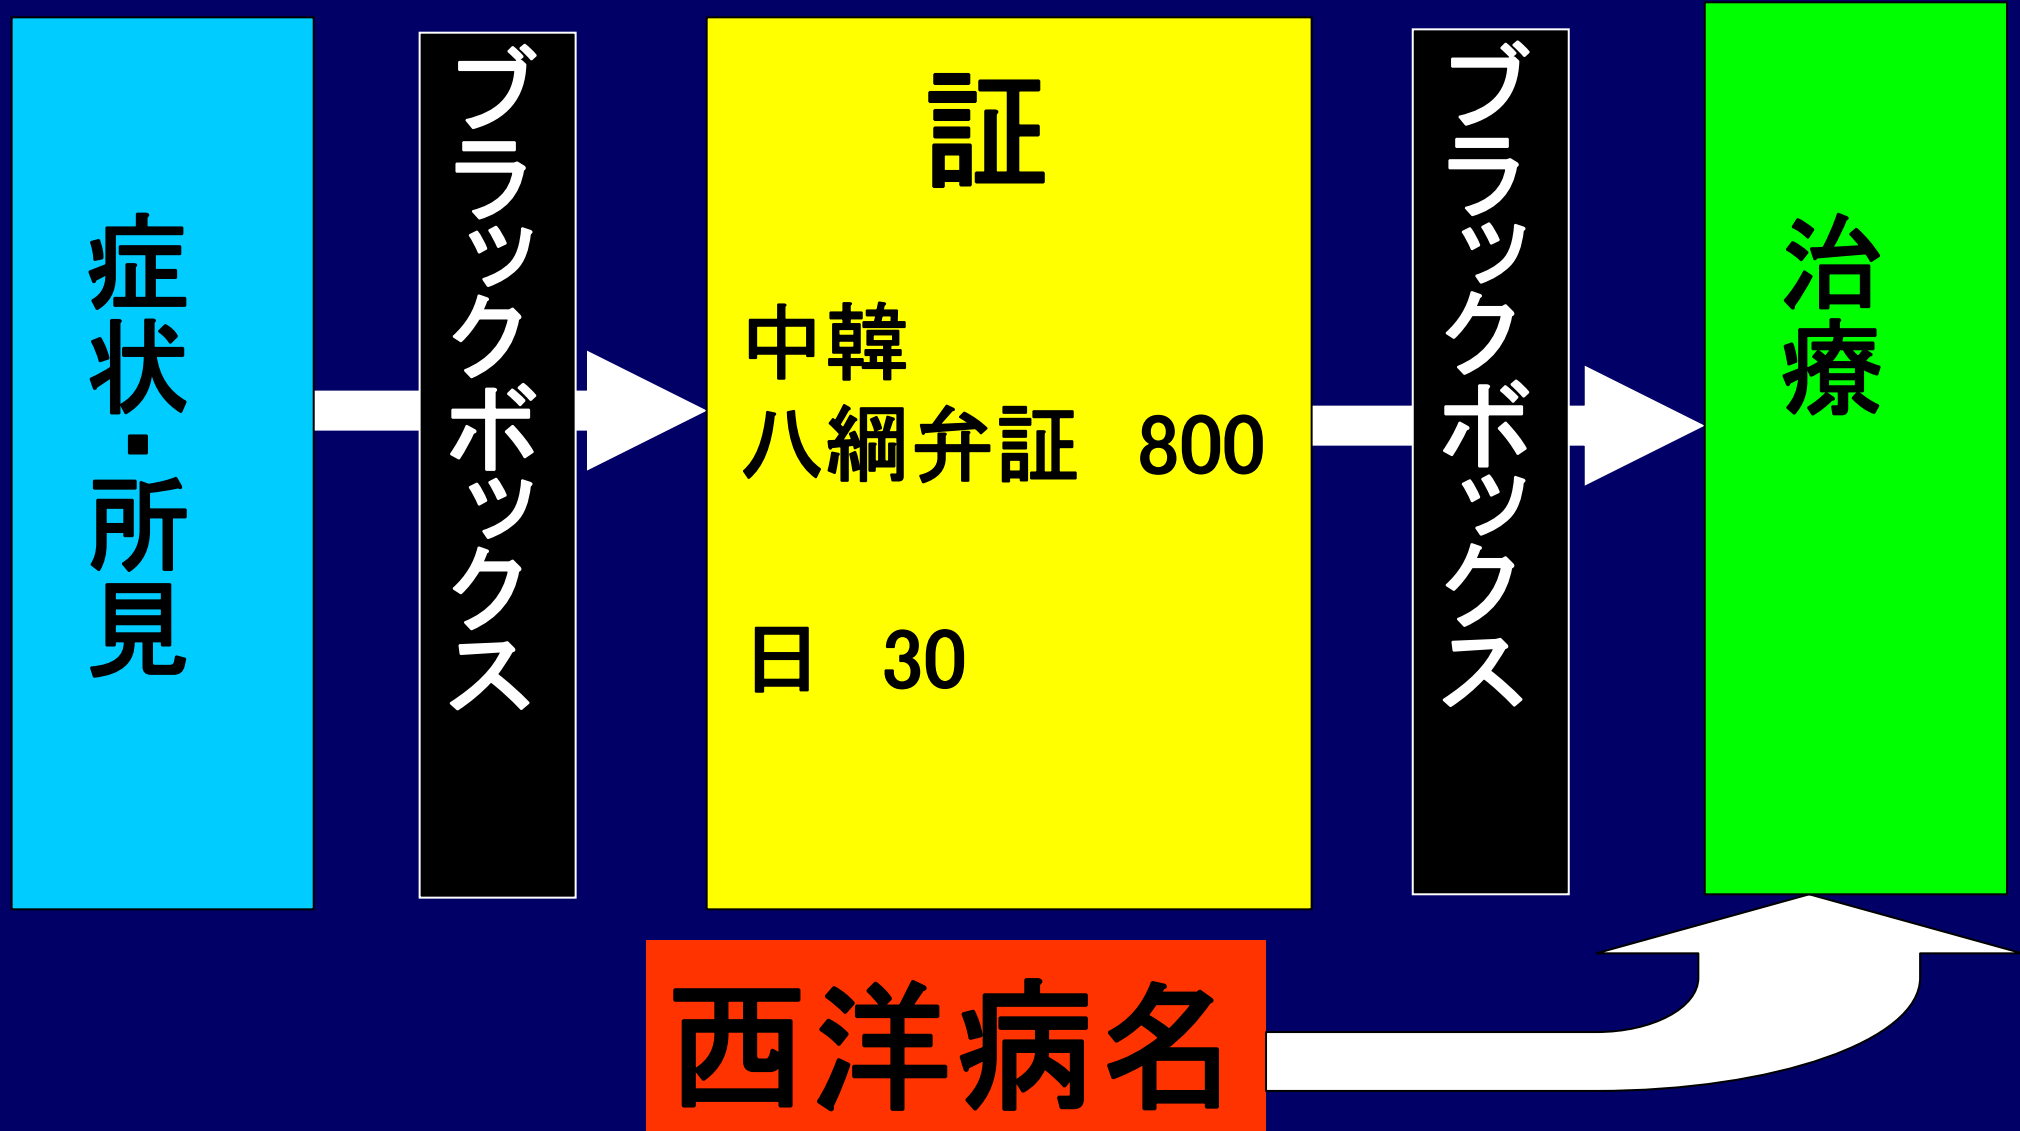 症状・所見
ブラックボックス
証
中韓
八綱弁証　800
日　30
ブラックボックス
治療
西洋病名